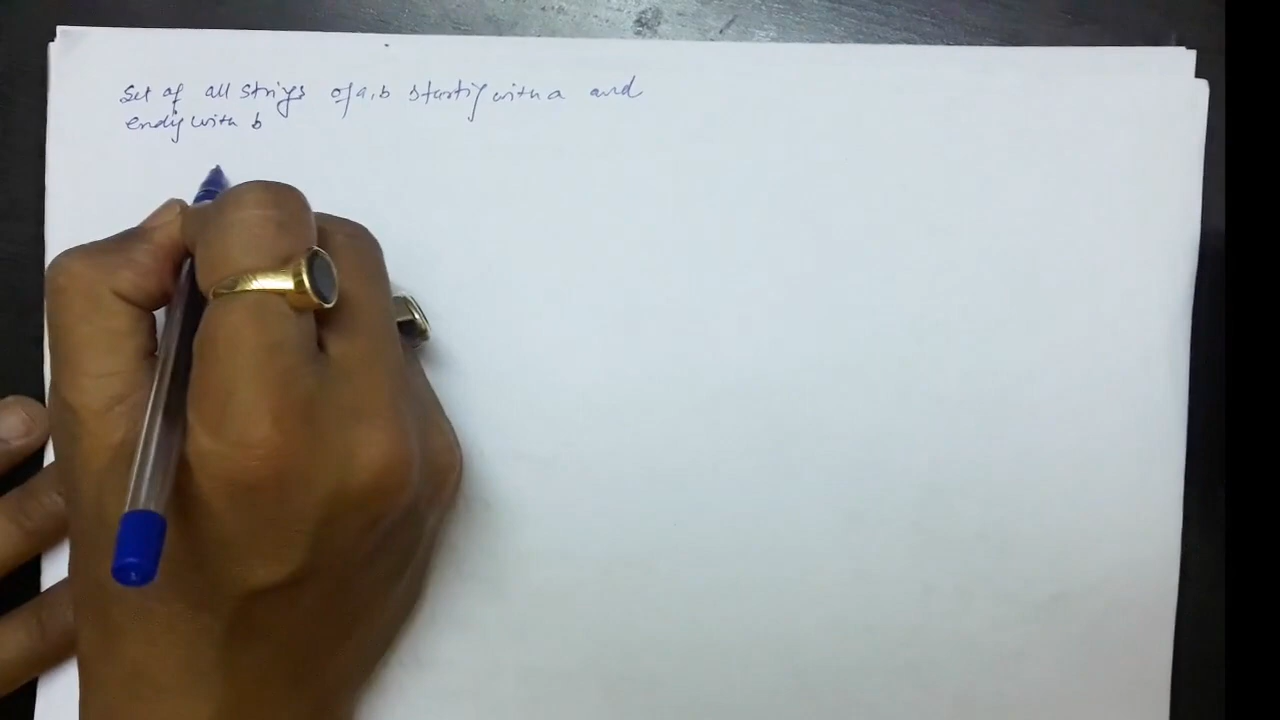 Set of all strings of a, b starting with a and
ending with b